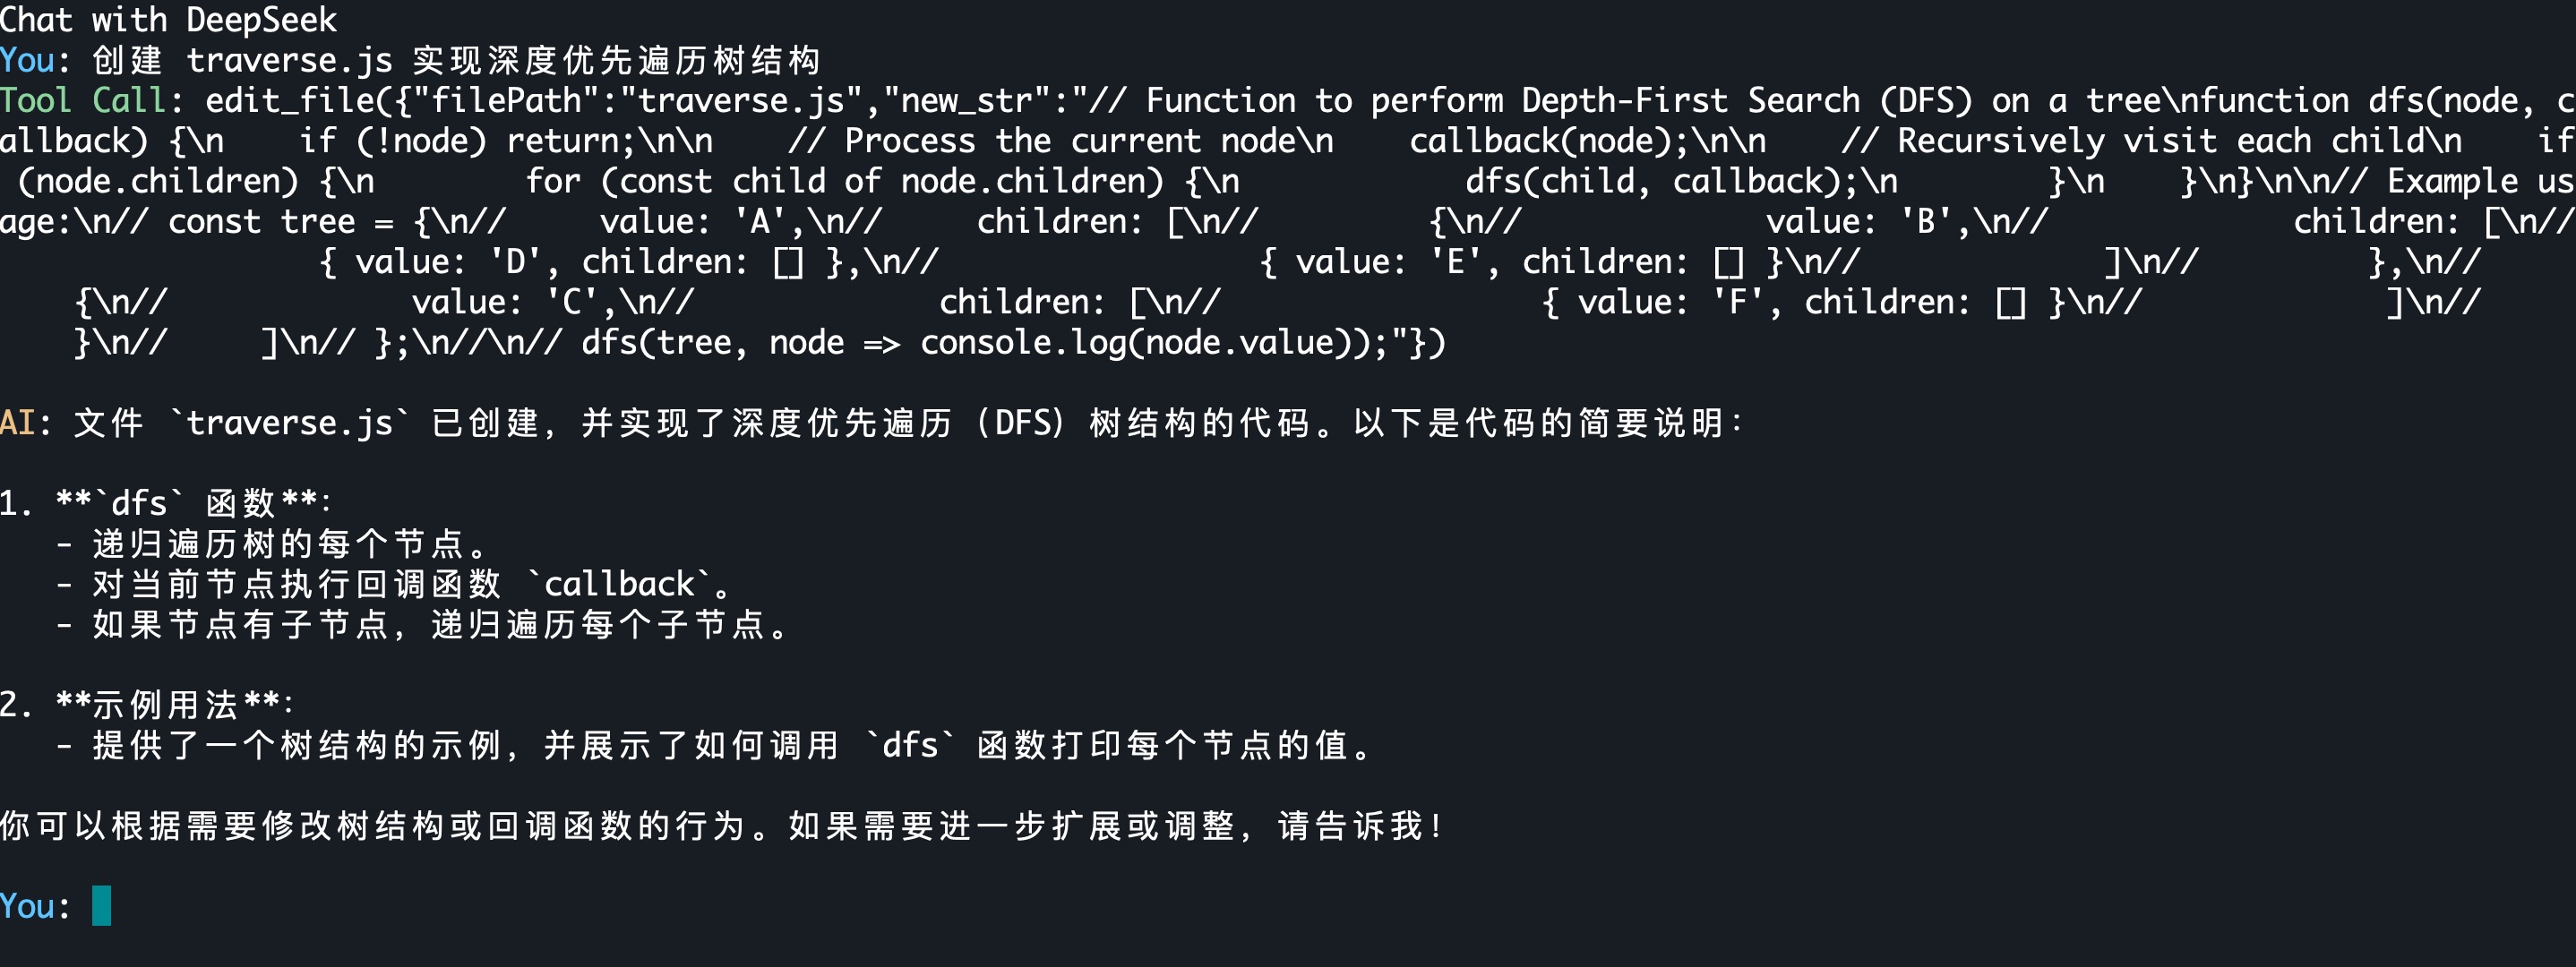 Chat with DeepSeek
You: 创建 traverse.js 实现深度优先遍历树结构
Tool Call: edit_file({"filePath":"traverse.js","new_str":"// Function to perform Depth-First Search (DFS) on a tree\nfunction dfs(node, c
allback) {\n    if (!node) return;\n\n    // Process the current node\n    callback(node);\n\n    // Recursively visit each child\n    if
 (node.children) {\n        for (const child of node.children) {\n            dfs(child, callback);\n        }\n    }\n}\n\n// Example us
age:\n// const tree = {\n//     value: 'A',\n//     children: [\n//         {\n//             value: 'B',\n//             children: [\n//
                 { value: 'D', children: [] },\n//                 { value: 'E', children: [] }\n//             ]\n//         },\n//
    {\n//             value: 'C',\n//             children: [\n//                 { value: 'F', children: [] }\n//             ]\n//
    }\n//     ]\n// };\n//\n// dfs(tree, node => console.log(node.value));"})
AI: 文件 `traverse.js` 已创建，并实现了深度优先遍历（DFS）树结构的代码。以下是代码的简要说明：
1. **`dfs` 函数**：
   - 递归遍历树的每个节点。
   - 对当前节点执行回调函数 `callback`。
   - 如果节点有子节点，递归遍历每个子节点。
2. **示例用法**：
   - 提供了一个树结构的示例，并展示了如何调用 `dfs` 函数打印每个节点的值。
你可以根据需要修改树结构或回调函数的行为。如果需要进一步扩展或调整，请告诉我！
You: